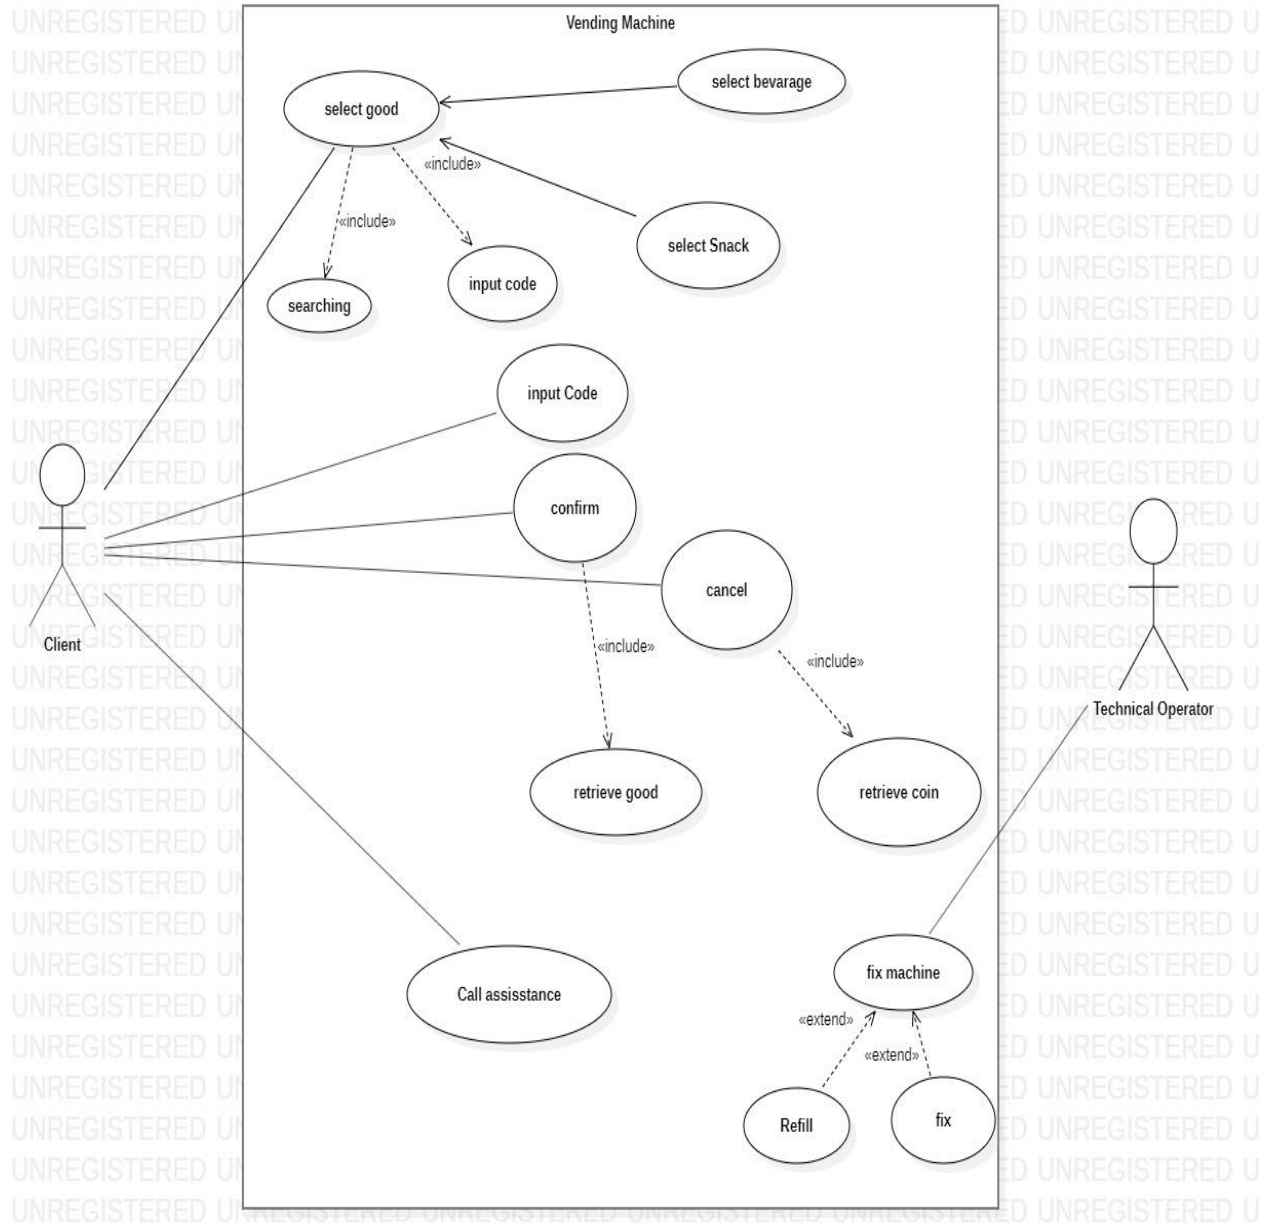 Vending Machine
select good
select bevarage
«include»
«include»
select Snack
input code
searching
input Code
confirm
cancel
Client
«include»
«include»
Technical Operator
retrieve good
retrieve coin
fix machine
Call assisstance
«extend»
«extend»
Refill
fix
UNREGISTERED